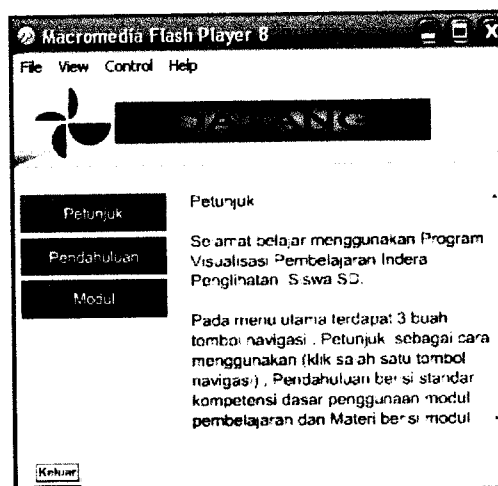 Macromedia Flash Player 8
File View Control Help
Petunjuk
Pendahuluan
Modul
Petunjuk
Selamat belajar menggunakan Program
Visualisasi Pembelajaran Indera
Penglihatan Siswa SD.
Pada menu utama terdapat 3 buah
tombol navigasi . Petunjuk sebagai cara
menggunakan (klik salah satu tombol
navigasi) , Pendahuluan berisi standar
kompetensi dasar penggunaan modul
pembelajaran dan Materi berisi modul
Keluar